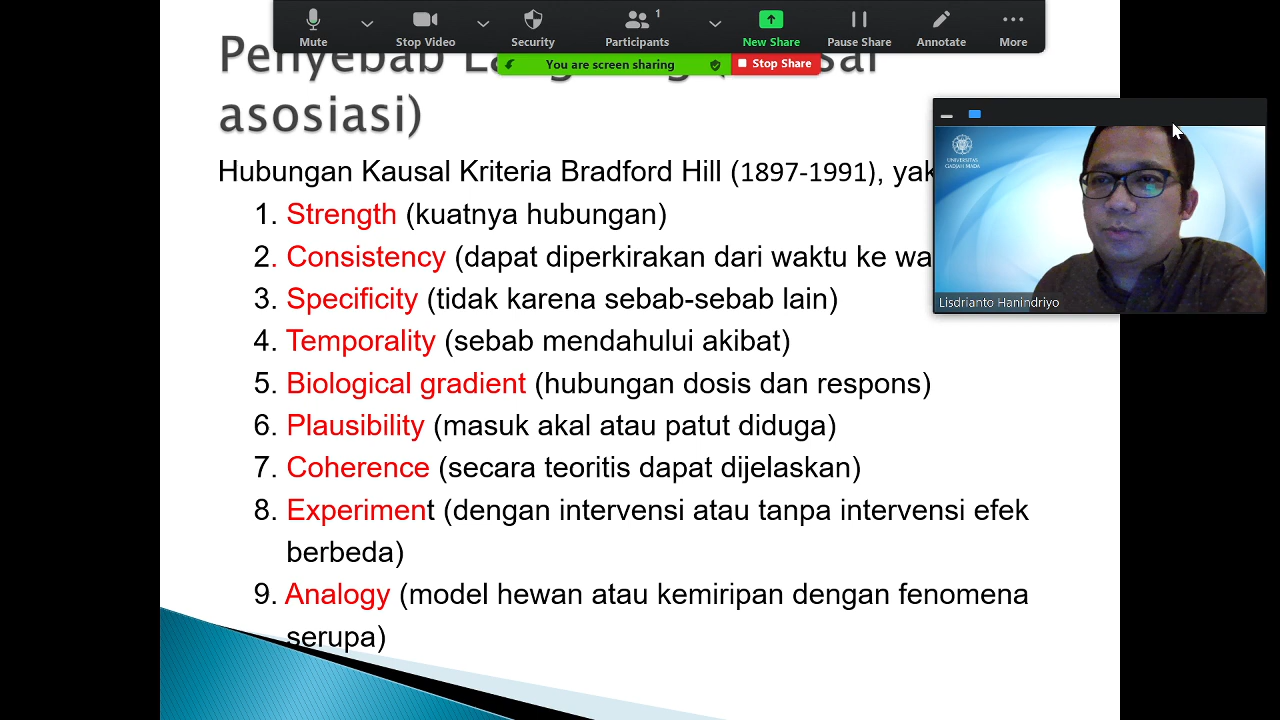 1
Mute
Stop Video
Security
Participants
New Share
Pause Share
Annotate
More
You are screen sharing
Stop Share
Penyebab
asosiasi)
Hubungan Kausal Kriteria Bradford Hill (1897-1991),
1. Strength (kuatnya hubungan)
2. Consistency (dapat diperkirakan dari waktu ke
3. Specificity (tidak karena sebab-sebab lain)
4. Temporality (sebab mendahului akibat)
5. Biological gradient (hubungan dosis dan respons)
6. Plausibility (masuk akal atau patut diduga)
7. Coherence (secara teoritis dapat dijelaskan)
8. Experiment (dengan intervensi atau tanpa intervensi efek
berbeda)
9. Analogy (model hewan atau kemiripan dengan fenomena
serupa)
UNIVERSITAS
GADJAH MADA
Lisdrianto Hanindriyo